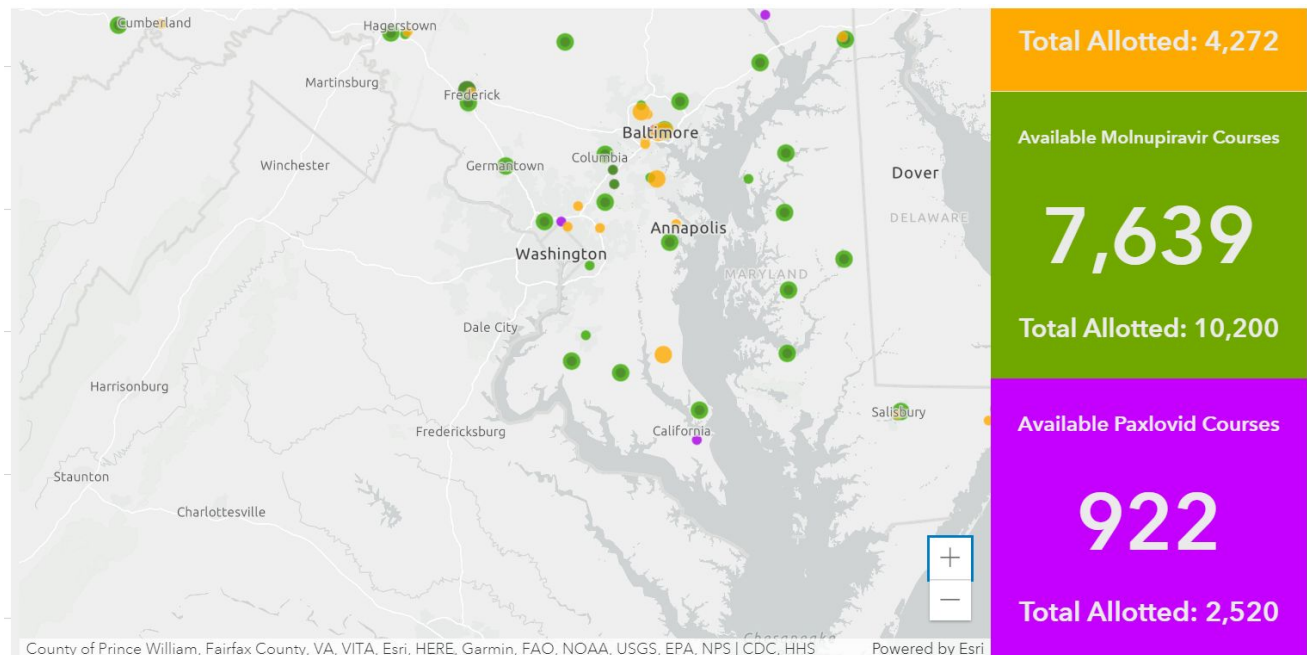 Cumberland
Hagerstown
Martinsburg
Frederick
Winchester
Baltimore
Germantown
Columbia
Dover
DELAWARE
Annapolis
Washington
MARYLAND
Dale City
Harrisonburg
Salisbury
Fredericksburg
California
Staunton
Charlottesville
Chesapeake
+
−
County of Prince William, Fairfax County, VA, VITA, Esri, HERE, Garmin, FAO, NOAA, USGS, EPA, NPS | CDC, HHS
Powered by Esri
Total Allotted: 4,272
Available Molnupiravir Courses
7,639
Total Allotted: 10,200
Available Paxlovid Courses
922
Total Allotted: 2,520